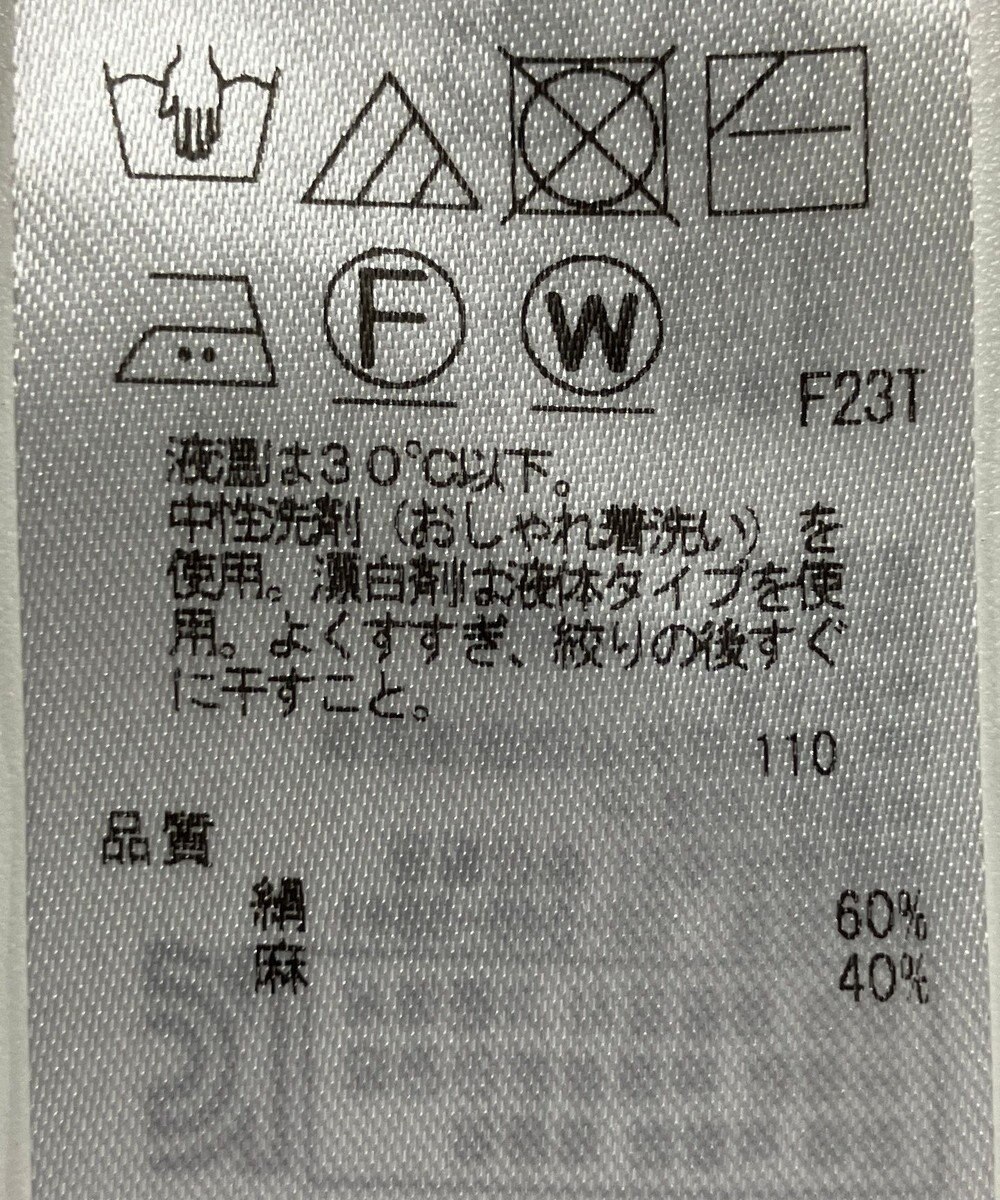 F W
F23T
液温は30℃以下。
中性洗剤（おしゃれ着洗い）を
使用。漂白剤は液体タイプを使
用。よくすすぎ、絞りの後すぐ
に干すこと。
110
品質
60%
麻 40%